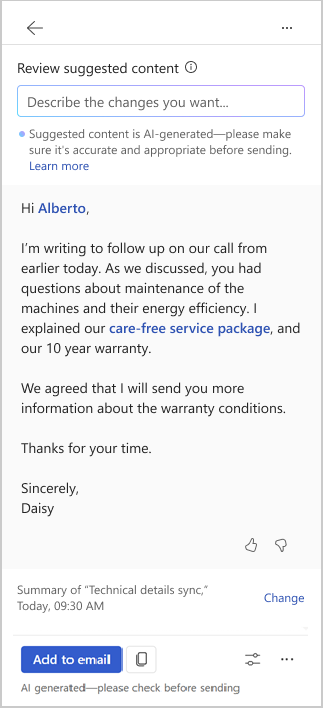 Review suggested content
Describe the changes you want...
Suggested content is AI-generated—please make
sure it's accurate and appropriate before sending.
Learn more
Hi Alberto,
I'm writing to follow up on our call from
earlier today. As we discussed, you had
questions about maintenance of the
machines and their energy efficiency. I
explained our care-free service package, and
our 10 year warranty.
We agreed that I will send you more
information about the warranty conditions.
Thanks for your time.
Sincerely,
Daisy
Summary of "Technical details sync,"
Today, 09:30 AM
Change
Add to email
AI generated—please check before sending